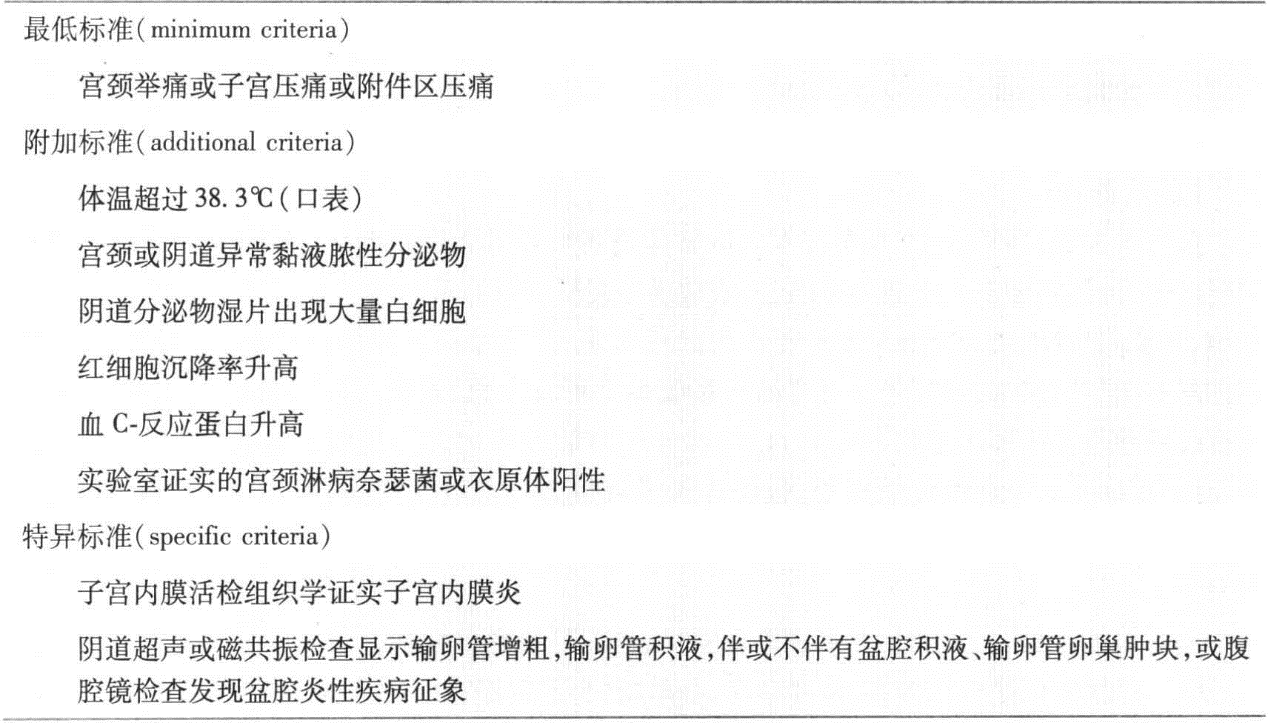 最低标准(minimum criteria)
宫颈举痛或子宫压痛或附件区压痛
附加标准(additional criteria)
体温超过38.3℃(口表)
宫颈或阴道异常黏液脓性分泌物
阴道分泌物湿片出现大量白细胞
红细胞沉降率升高
血C-反应蛋白升高
实验室证实的宫颈淋病奈瑟菌或衣原体阳性
特异标准(specific criteria)
子宫内膜活检组织学证实子宫内膜炎
阴道超声或磁共振检查显示输卵管增粗,输卵管积液,伴或不伴有盆腔积液、输卵管卵巢肿块,或腹
腔镜检查发现盆腔炎性疾病征象